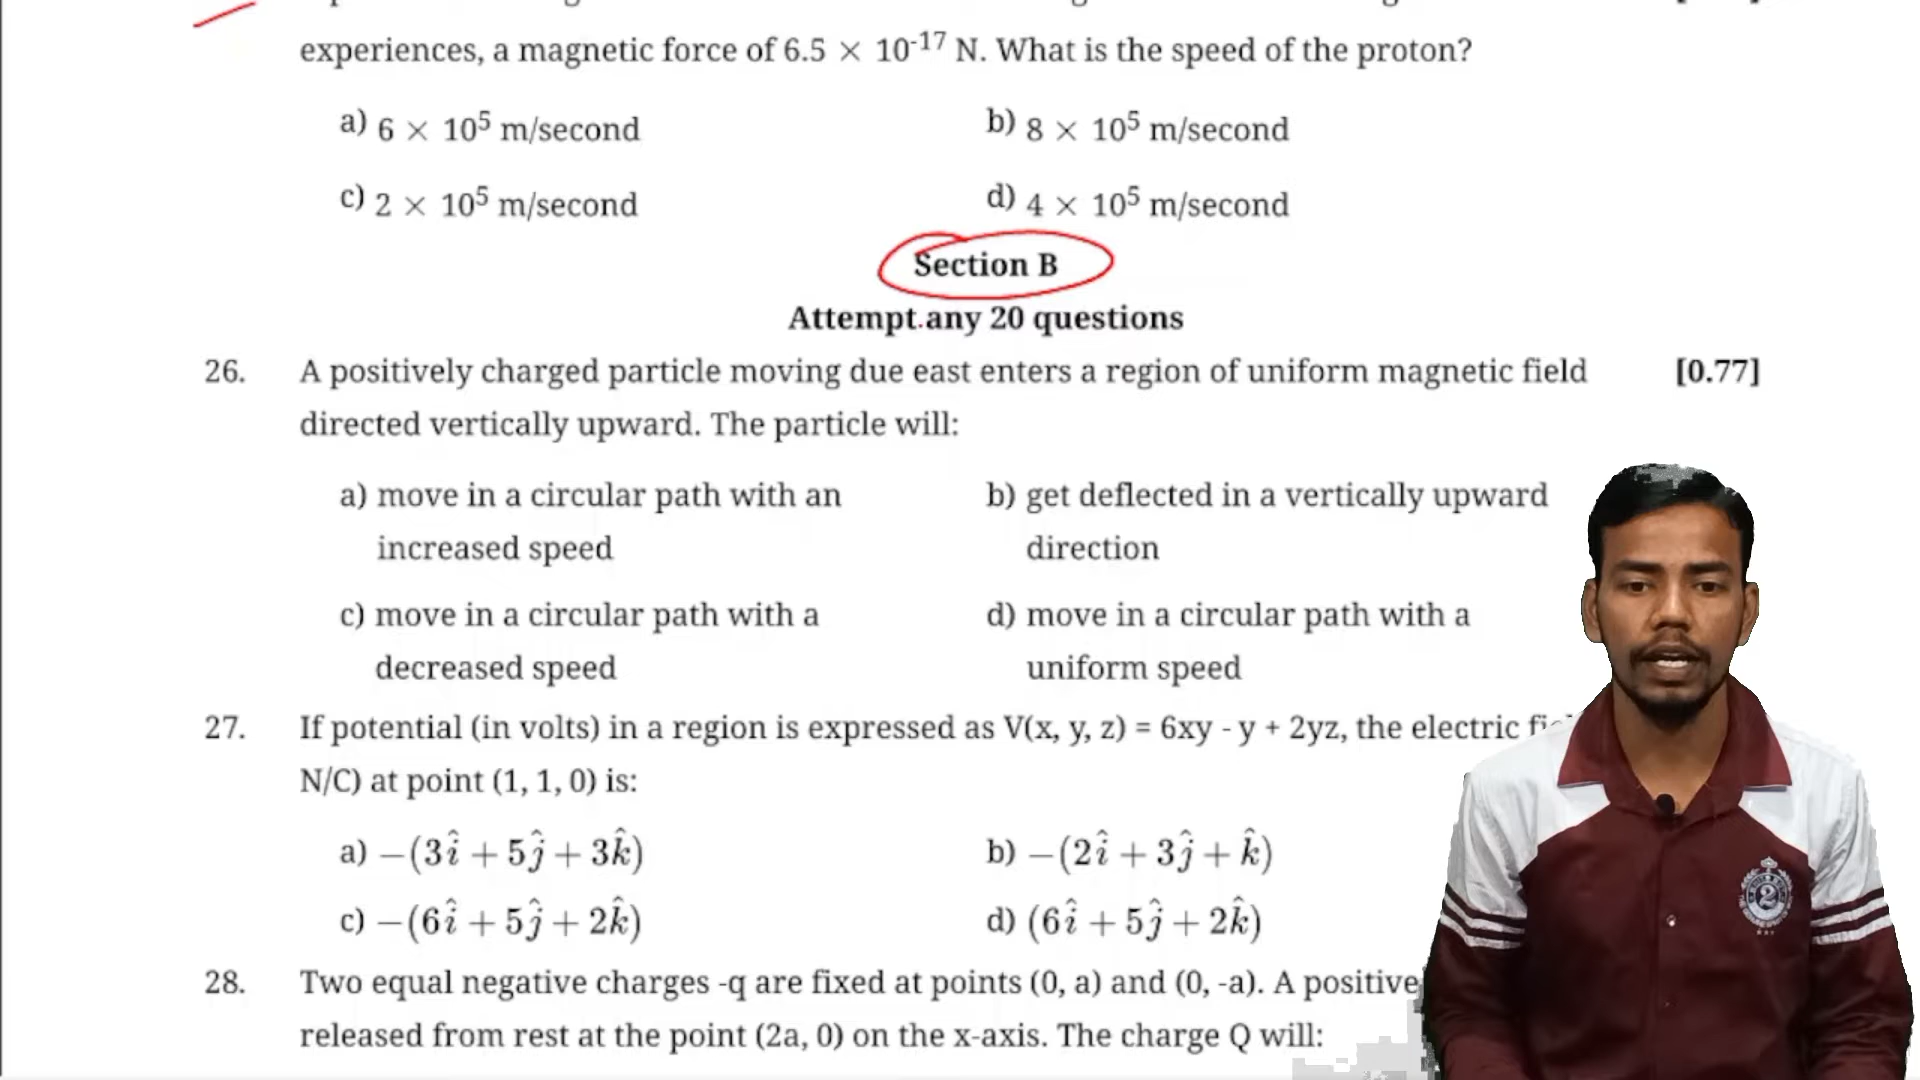 experiences, a magnetic force of 6.5 × 10⁻¹⁷ N. What is the speed of the proton?
a) 6 × 10⁵ m/second b) 8 × 10⁵ m/second
c) 2 × 10⁵ m/second d) 4 × 10⁵ m/second
Section B
Attempt any 20 questions
26. A positively charged particle moving due east enters a region of uniform magnetic field [0.77]
directed vertically upward. The particle will:
a) move in a circular path with an b) get deflected in a vertically upward
increased speed direction
c) move in a circular path with a d) move in a circular path with a
decreased speed uniform speed
27. If potential (in volts) in a region is expressed as V(x, y, z) = 6xy - y + 2yz, the electric
N/C) at point (1, 1, 0) is:
a) −(3î + 5ĵ + 3k̂) b) −(2î + 3ĵ + k̂)
c) −(6î + 5ĵ + 2k̂) d) (6î + 5ĵ + 2k̂)
28. Two equal negative charges -q are fixed at points (0, a) and (0, -a). A positive
released from rest at the point (2a, 0) on the x-axis. The charge Q will:
2